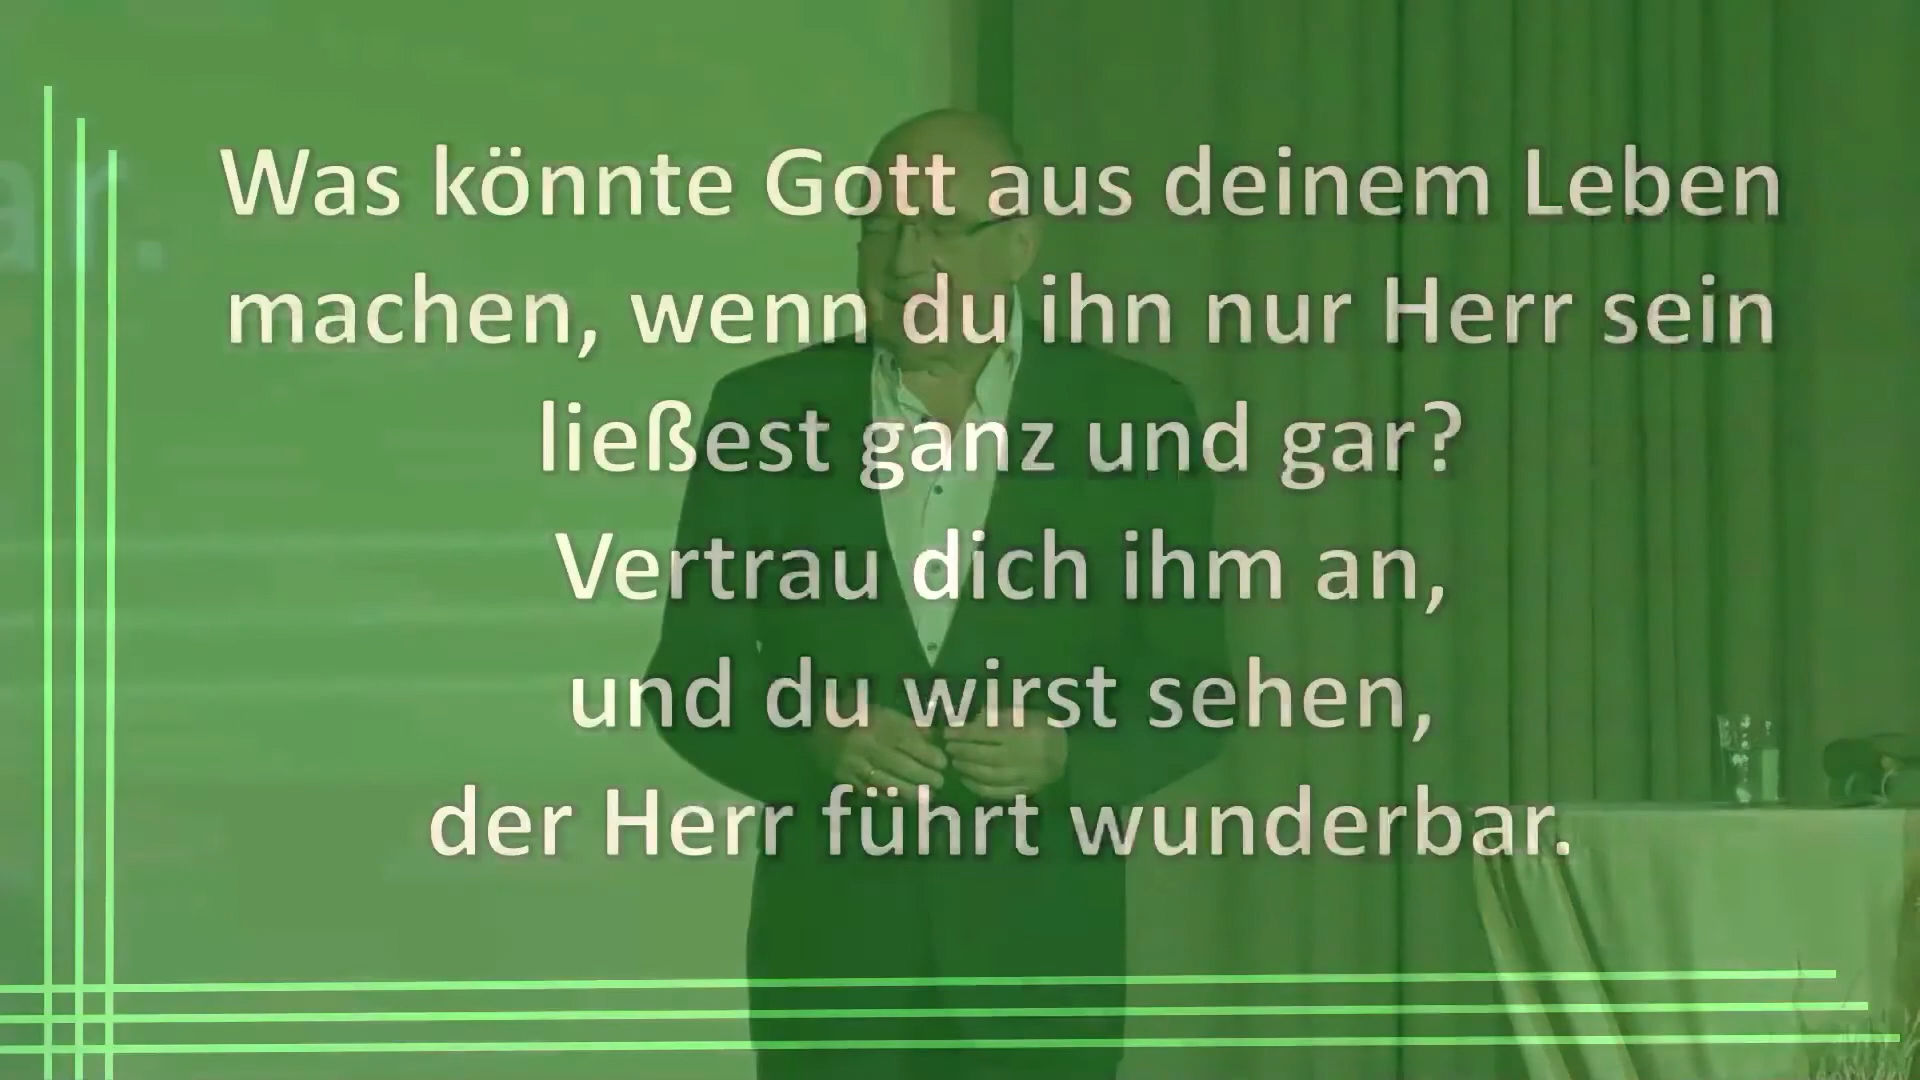 Was könnte Gott aus deinem Leben
machen, wenn du ihn nur Herr sein
ließest ganz und gar?
Vertrau dich ihm an,
und du wirst sehen,
der Herr führt wunderbar.